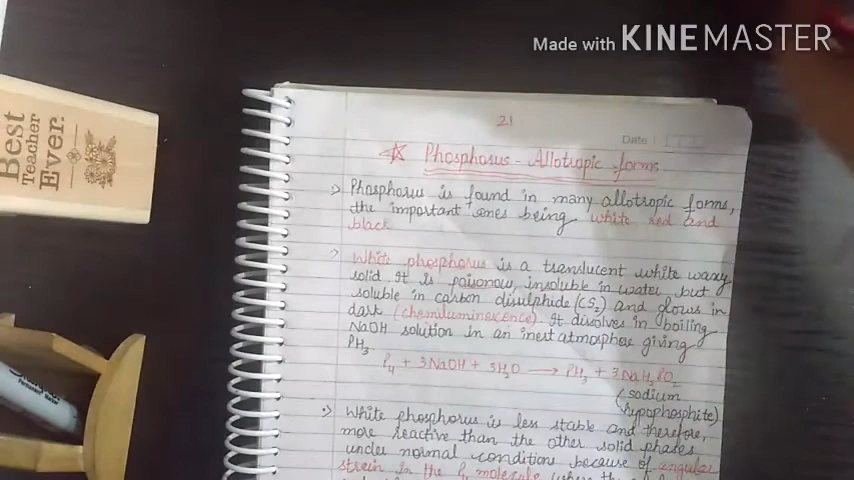 Made with KINEMASTER
Best
Teacher
Ever.
21
Date
Phosphorus - Allotropic forms
Phosphorus is found in many allotropic forms,
the important ones being white red and
black
White phosphorus is a translucent white waxy
solid. It is poisonous, insoluble in water but
soluble in carbon disulphide (CS2) and glows in
dark (chemiluminescence). It dissolves in boiling
NaOH solution in an inert atmosphere giving
PH3
P4 + 3NaOH + 3H2O → PH3 + 3NaH2PO2
(sodium
hypophosphite)
White phosphorus is less stable and therefore,
more reactive than the other solid phases
under normal conditions because of angular
strain in the P4 molecule where the